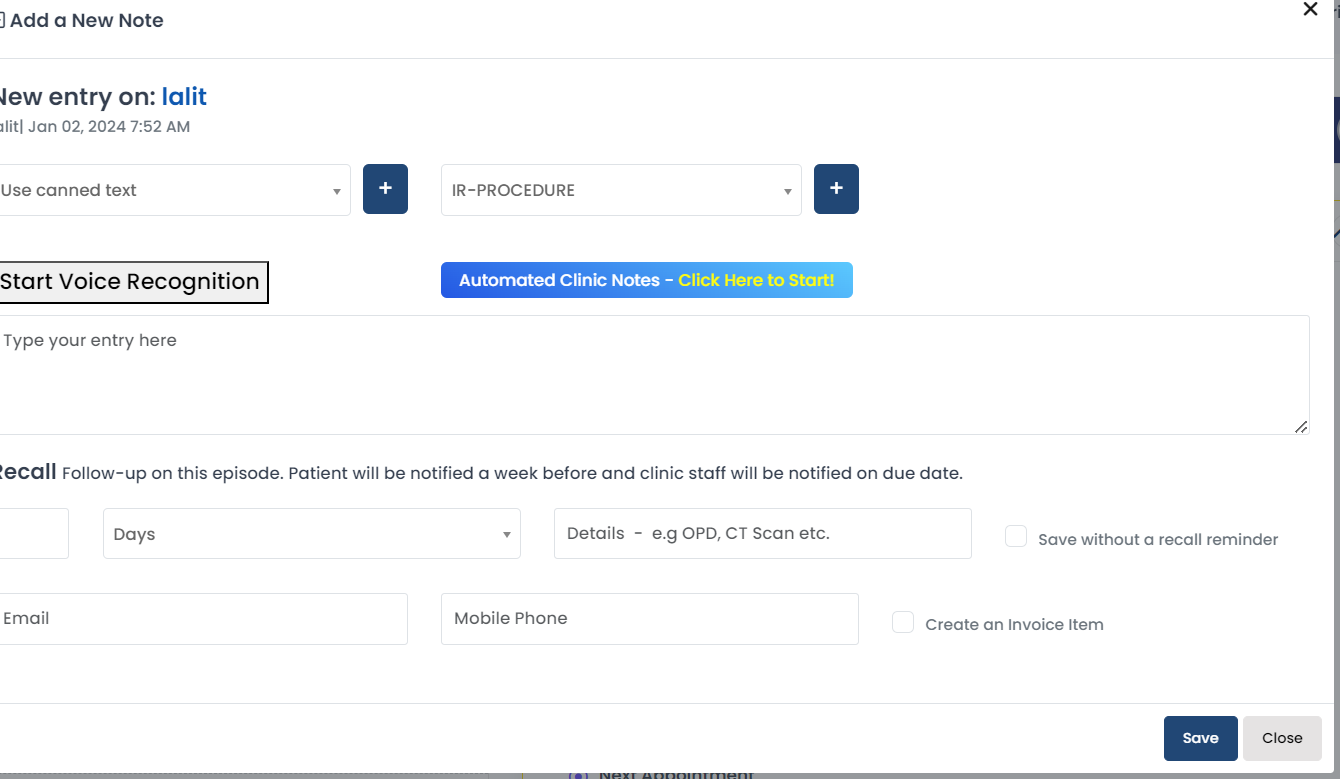 Add a New Note
New entry on: lalit
alit| Jan 02, 2024 7:52 AM
Use canned text
+
IR-PROCEDURE
+
Start Voice Recognition
Automated Clinic Notes - Click Here to Start!
Type your entry here
Recall Follow-up on this episode. Patient will be notified a week before and clinic staff will be notified on due date.
Days
Details - e.g OPD, CT Scan etc.
Save without a recall reminder
Email
Mobile Phone
Create an Invoice Item
Save
Close
Next Appointment